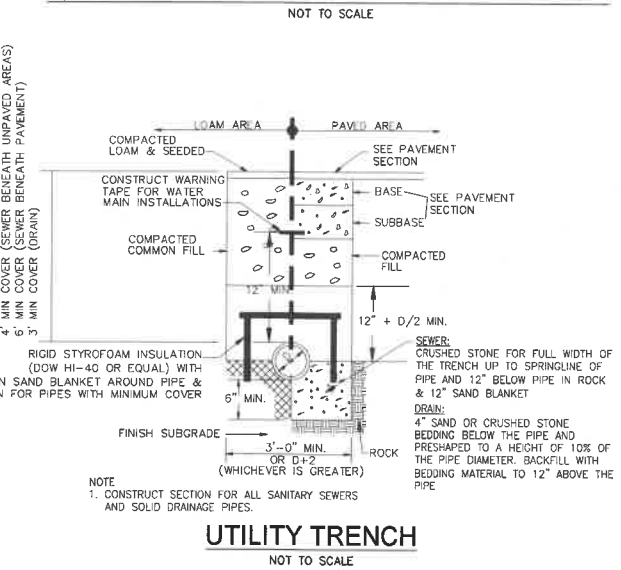 NOT TO SCALE
4' MIN COVER (SEWER BENEATH UNPAVED AREAS)
6' MIN COVER (SEWER BENEATH PAVEMENT)
3' MIN COVER (DRAIN)
LOAM AREA
PAVED AREA
COMPACTED
LOAM & SEEDED
SEE PAVEMENT
SECTION
CONSTRUCT WARNING
TAPE FOR WATER
MAIN INSTALLATIONS
BASE
SUBBASE
SEE PAVEMENT
SECTION
COMPACTED
COMMON FILL
COMPACTED
FILL
12" MIN
12" + D/2 MIN.
RIGID STYROFOAM INSULATION
(DOW HI-40 OR EQUAL) WITH
SAND BLANKET AROUND PIPE &
FOR PIPES WITH MINIMUM COVER
6" MIN.
SEWER:
CRUSHED STONE FOR FULL WIDTH OF
THE TRENCH UP TO SPRINGLINE OF
PIPE AND 12" BELOW PIPE IN ROCK
& 12" SAND BLANKET
DRAIN:
4" SAND OR CRUSHED STONE
BEDDING BELOW THE PIPE AND
PRESHAPED TO A HEIGHT OF 10% OF
THE PIPE DIAMETER. BACKFILL WITH
BEDDING MATERIAL TO 12" ABOVE THE
PIPE
FINISH SUBGRADE
3'-0" MIN.
OR D+2
(WHICHEVER IS GREATER)
ROCK
NOTE
1. CONSTRUCT SECTION FOR ALL SANITARY SEWERS
AND SOLID DRAINAGE PIPES.
UTILITY TRENCH
NOT TO SCALE